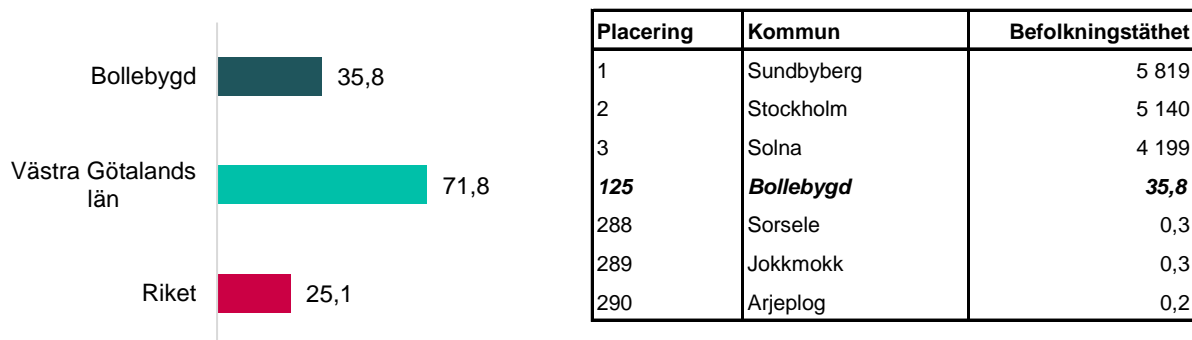 Bollebygd 35,8
Västra Götalands
län 71,8
Riket 25,1
Placering Kommun Befolkningstäthet
1 Sundbyberg 5 819
2 Stockholm 5 140
3 Solna 4 199
125 Bollebygd 35,8
288 Sorsele 0,3
289 Jokkmokk 0,3
290 Arjeplog 0,2